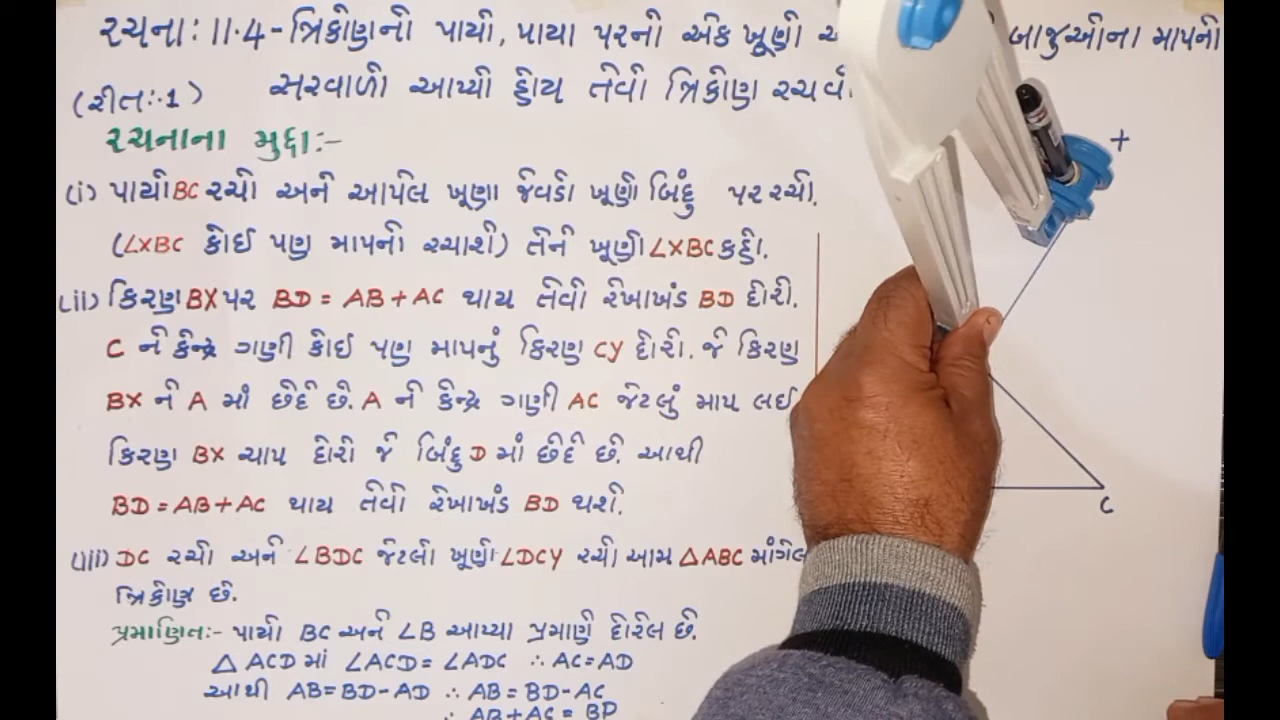 રચના: 11.4 - ત્રિકોણનો પાયો, પાયા પરનો એક ખૂણો બાજુઓના માપનો
(રીત:-1) સરવાળો આપ્યો હોય તેવો ત્રિકોણ
રચનાના મુદ્દા:-
(i) પાયો BC રચો અને આપેલ ખૂણા જેવડો ખૂણો બિંદુ પર રચો.
(∠XBC કોઈ પણ માપનો રચાશે) તેને ખૂણો ∠XBC કહો.
(ii) કિરણ BX પર BD = AB + AC થાય તેવો રેખાખંડ BD દોરો.
C ને કેન્દ્ર ગણી કોઈ પણ માપનું કિરણ CY દોરો. જે કિરણ
BX ને A માં છેદે છે. A ને કેન્દ્ર ગણી AC જેટલું માપ લઈ
કિરણ BX ચાપ દોરો જે બિંદુ D માં છેદે છે. આથી
BD = AB + AC થાય તેવો રેખાખંડ BD થશે.
(iii) DC રચો અને ∠BDC જેટલો ખૂણો ∠DCY રચો આમ △ABC માંગેલ
ત્રિકોણ છે.
પ્રમાણિત:- પાયો BC અને ∠B આપ્યા પ્રમાણે દોરેલ છે.
△ ACD માં ∠ACD = ∠ADC ∴ AC = AD
આથી AB = BD - AD ∴ AB = BD - AC
∴ AB + AC = BD
C